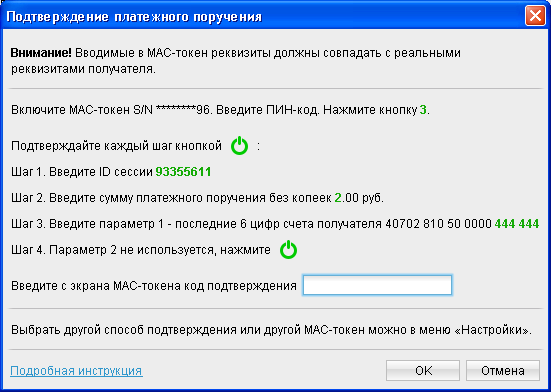 Подтверждение платежного поручения
Внимание! Вводимые в МАС-токен реквизиты должны совпадать с реальными
реквизитами получателя.
Включите МАС-токен S/N ********96. Введите ПИН-код. Нажмите кнопку 3.
Подтверждайте каждый шаг кнопкой :
Шаг 1. Введите ID сессии 93355611
Шаг 2. Введите сумму платежного поручения без копеек 2.00 руб.
Шаг 3. Введите параметр 1 - последние 6 цифр счета получателя 40702 810 50 0000 444 444
Шаг 4. Параметр 2 не используется, нажмите
Введите с экрана МАС-токена код подтверждения
Выбрать другой способ подтверждения или другой МАС-токен можно в меню «Настройки».
Подробная инструкция
ОК
Отмена